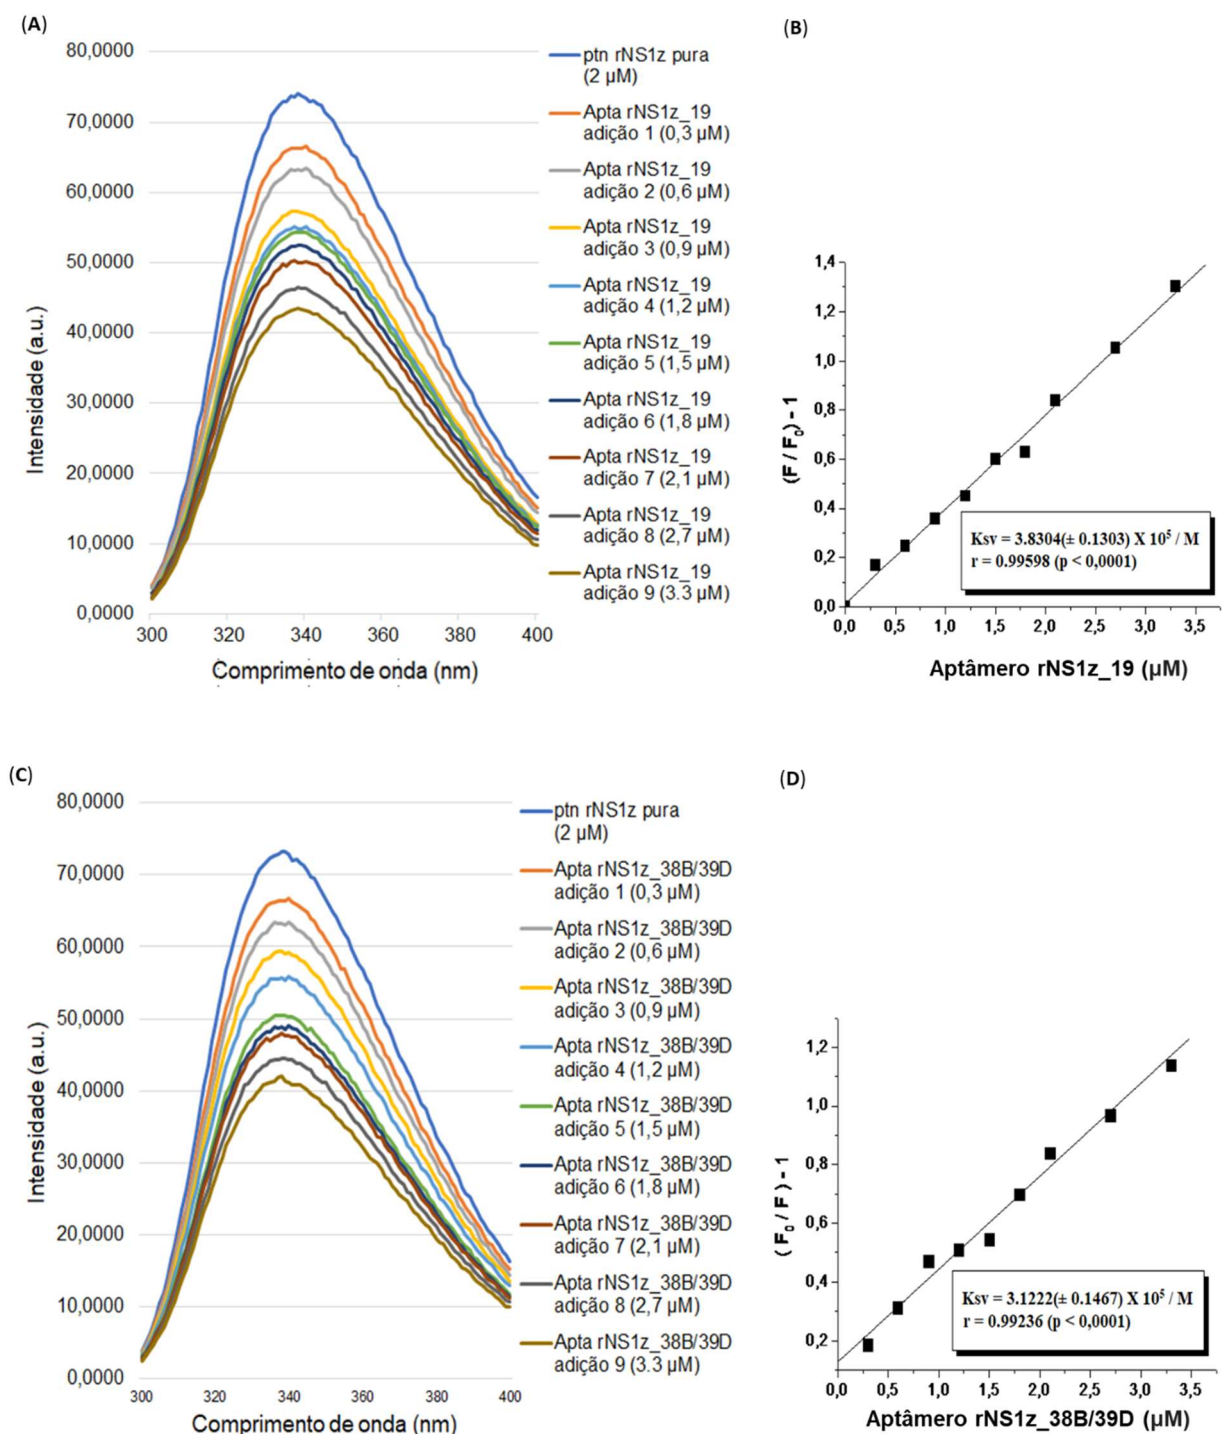 (A)
80,0000
70,0000
60,0000
50,0000
40,0000
30,0000
20,0000
10,0000
0,0000
Intensidade (a.u.)
300 320 340 360 380 400
Comprimento de onda (nm)
ptn rNS1z pura
(2 µM)
Apta rNS1z_19
adição 1 (0,3 µM)
Apta rNS1z_19
adição 2 (0,6 µM)
Apta rNS1z_19
adição 3 (0,9 µM)
Apta rNS1z_19
adição 4 (1,2 µM)
Apta rNS1z_19
adição 5 (1,5 µM)
Apta rNS1z_19
adição 6 (1,8 µM)
Apta rNS1z_19
adição 7 (2,1 µM)
Apta rNS1z_19
adição 8 (2,7 µM)
Apta rNS1z_19
adição 9 (3.3 µM)
(B)
1,4
1,2
1,0
0,8
0,6
0,4
0,2
0,0
(F / F₀) - 1
Ksv = 3.8304(± 0.1303) X 10⁵ / M
r = 0.99598 (p < 0,0001)
0,0 0,5 1,0 1,5 2,0 2,5 3,0 3,5
Aptâmero rNS1z_19 (µM)
(C)
80,0000
70,0000
60,0000
50,0000
40,0000
30,0000
20,0000
10,0000
0,0000
Intensidade (a.u.)
300 320 340 360 380 400
Comprimento de onda (nm)
ptn rNS1z pura
(2 µM)
Apta rNS1z_38B/39D
adição 1 (0,3 µM)
Apta rNS1z_38B/39D
adição 2 (0,6 µM)
Apta rNS1z_38B/39D
adição 3 (0,9 µM)
Apta rNS1z_38B/39D
adição 4 (1,2 µM)
Apta rNS1z_38B/39D
adição 5 (1,5 µM)
Apta rNS1z_38B/39D
adição 6 (1,8 µM)
Apta rNS1z_38B/39D
adição 7 (2,1 µM)
Apta rNS1z_38B/39D
adição 8 (2,7 µM)
Apta rNS1z_38B/39D
adição 9 (3.3 µM)
(D)
1,2
1,0
0,8
0,6
0,4
0,2
( F₀ / F ) - 1
Ksv = 3.1222(± 0.1467) X 10⁵ / M
r = 0.99236 (p < 0,0001)
0,0 0,5 1,0 1,5 2,0 2,5 3,0 3,5
Aptâmero rNS1z_38B/39D (µM)